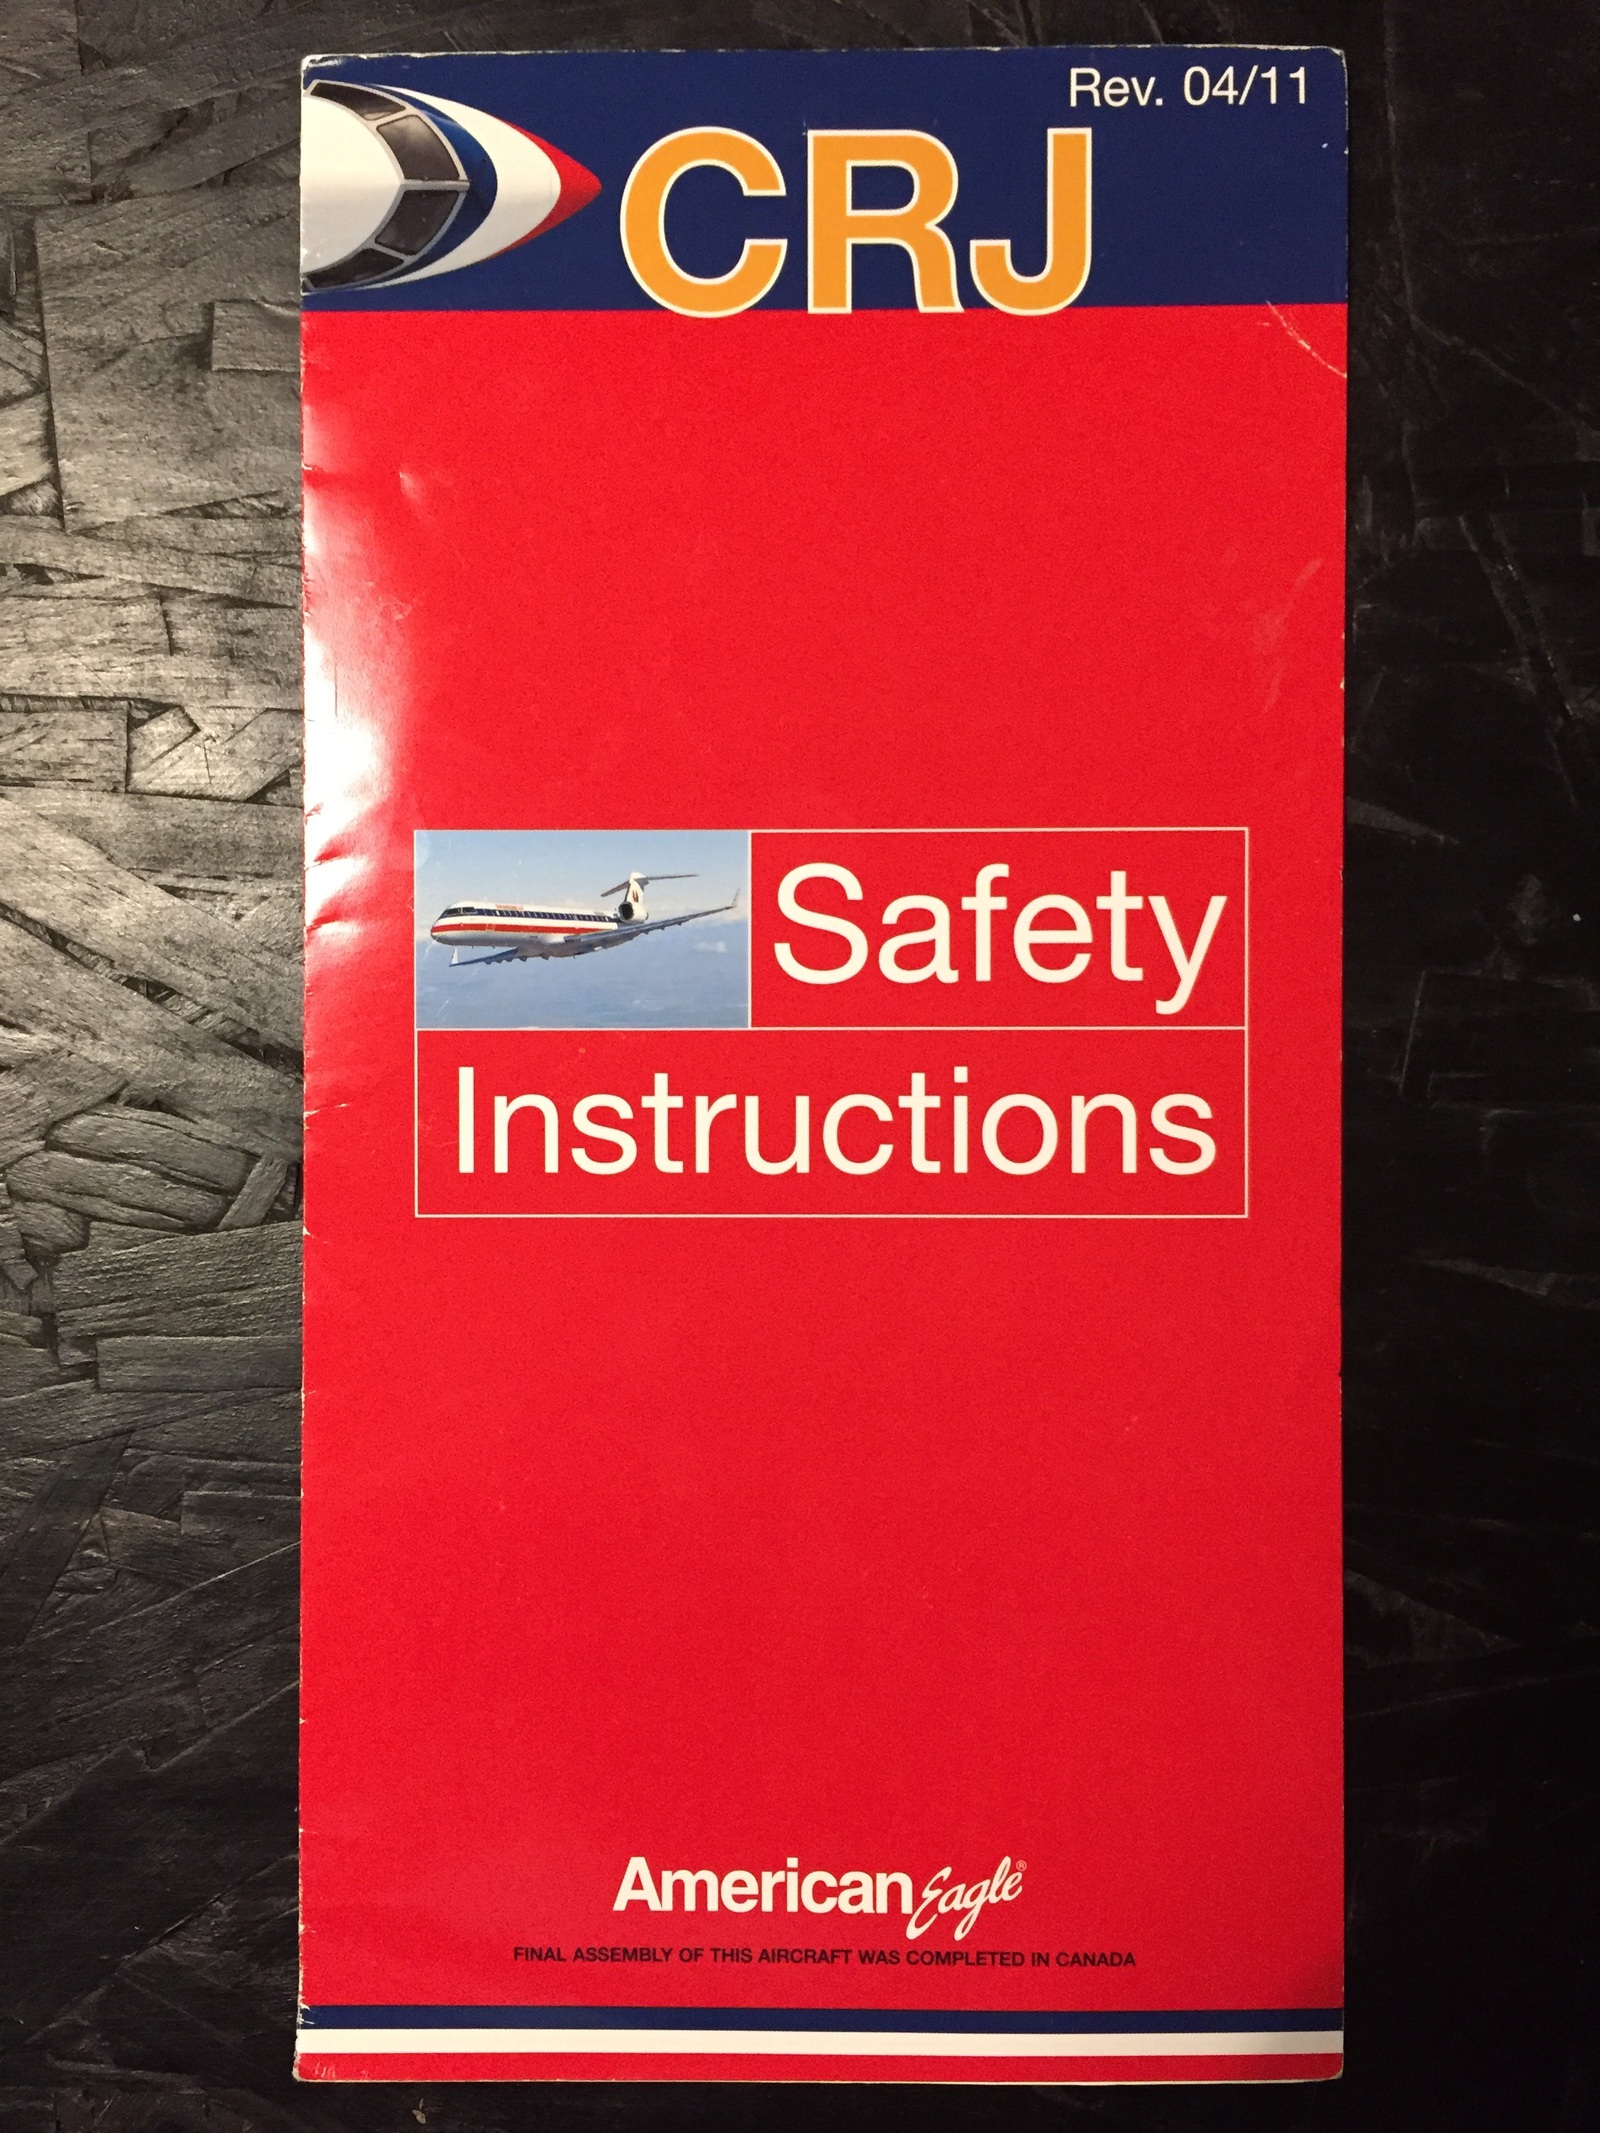 Rev. 04/11
CRJ
Safety
Instructions
AmericanEagle®
FINAL ASSEMBLY OF THIS AIRCRAFT WAS COMPLETED IN CANADA